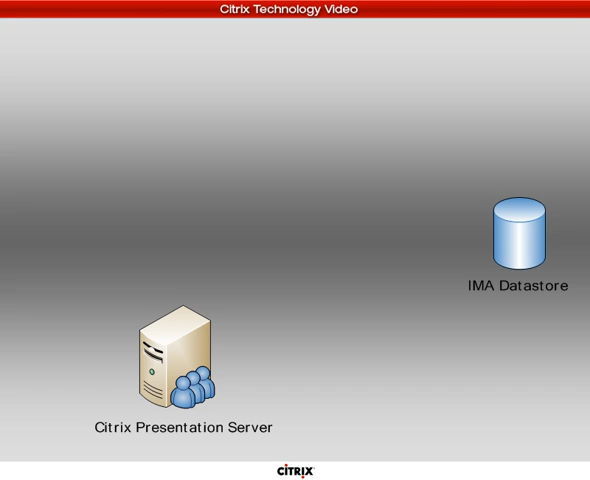 Citrix Technology Video
IMA Datastore
Citrix Presentation Server
CITRIX